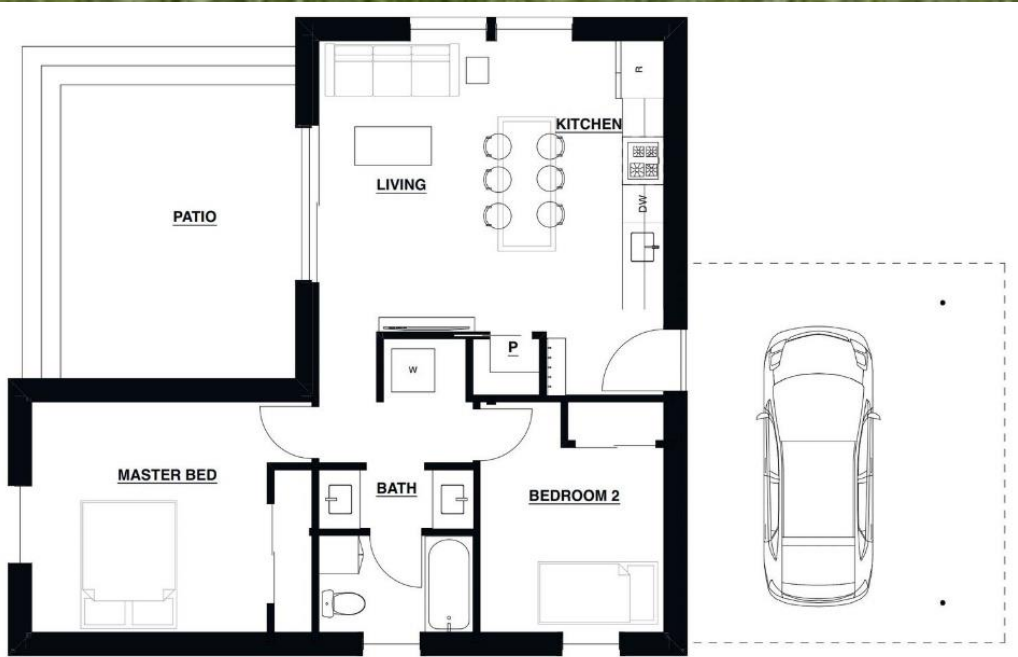 R
KITCHEN
LIVING
DW
PATIO
P
W
MASTER BED
BATH
BEDROOM 2